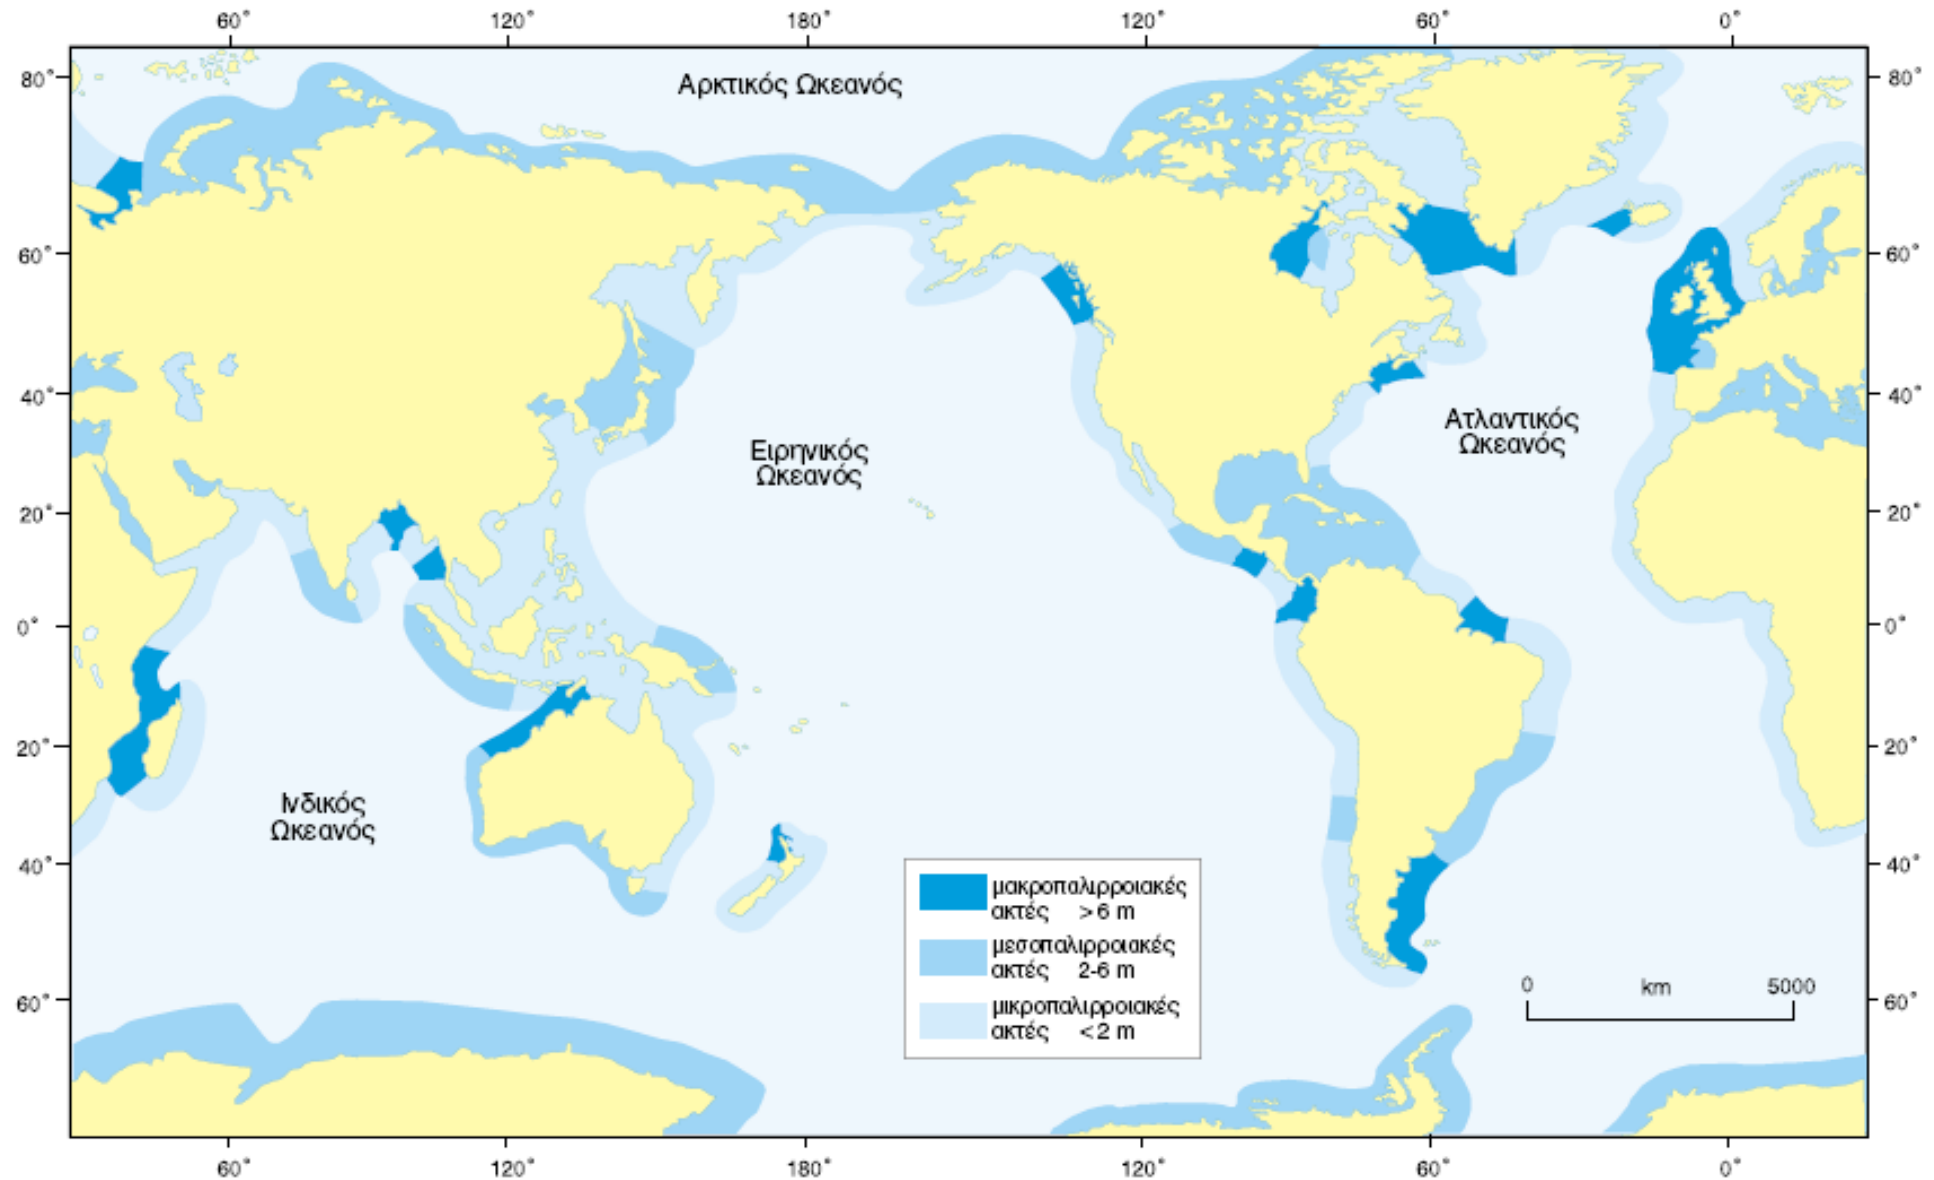 60° 120° 180° 120° 60° 0°
80° 80°
Αρκτικός Ωκεανός
60° 60°
40° 40°
Ατλαντικός
Ωκεανός
Ειρηνικός
Ωκεανός
20° 20°
0° 0°
20° 20°
Ινδικός
Ωκεανός
40° 40°
μακροπαλιρροιακές
ακτές >6 m
μεσοπαλιρροιακές
ακτές 2-6 m
μικροπαλιρροιακές
ακτές <2 m
0 km 5000
60° 60°
60° 120° 180° 120° 60° 0°